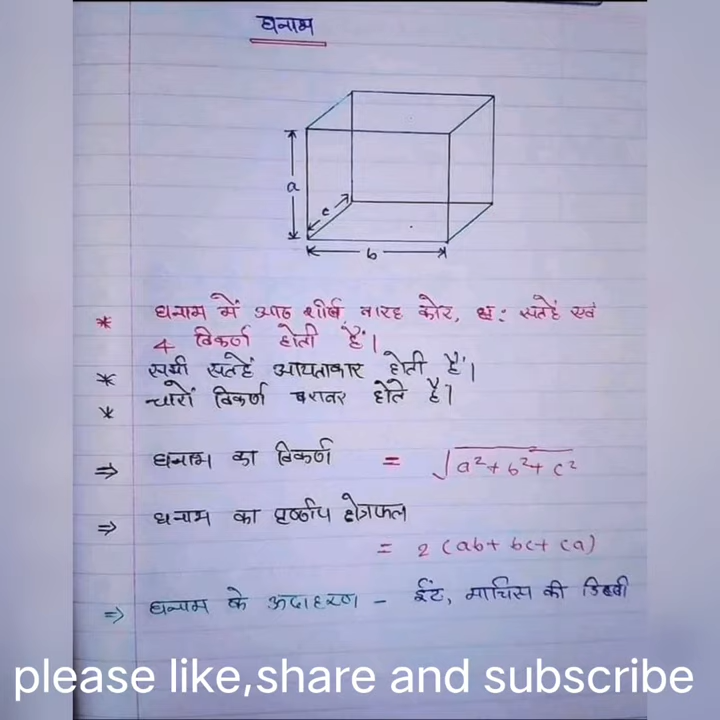 घनाभ
a
c
b
* घनाभ में आठ शीर्ष, बारह कोर, छः सतहें एवं
4 विकर्ण होती हैं।
* सभी सतहें आयताकार होती हैं।
* चारों विकर्ण बराबर होते है।
⇒ घनाभ का विकर्ण = √a²+b²+c²
⇒ घनाभ का पृष्ठीय क्षेत्रफल
= 2 (ab+ bc+ ca)
⇒ घनाभ के उदाहरण – ईंट, माचिस की डिब्बी
please like,share and subscribe